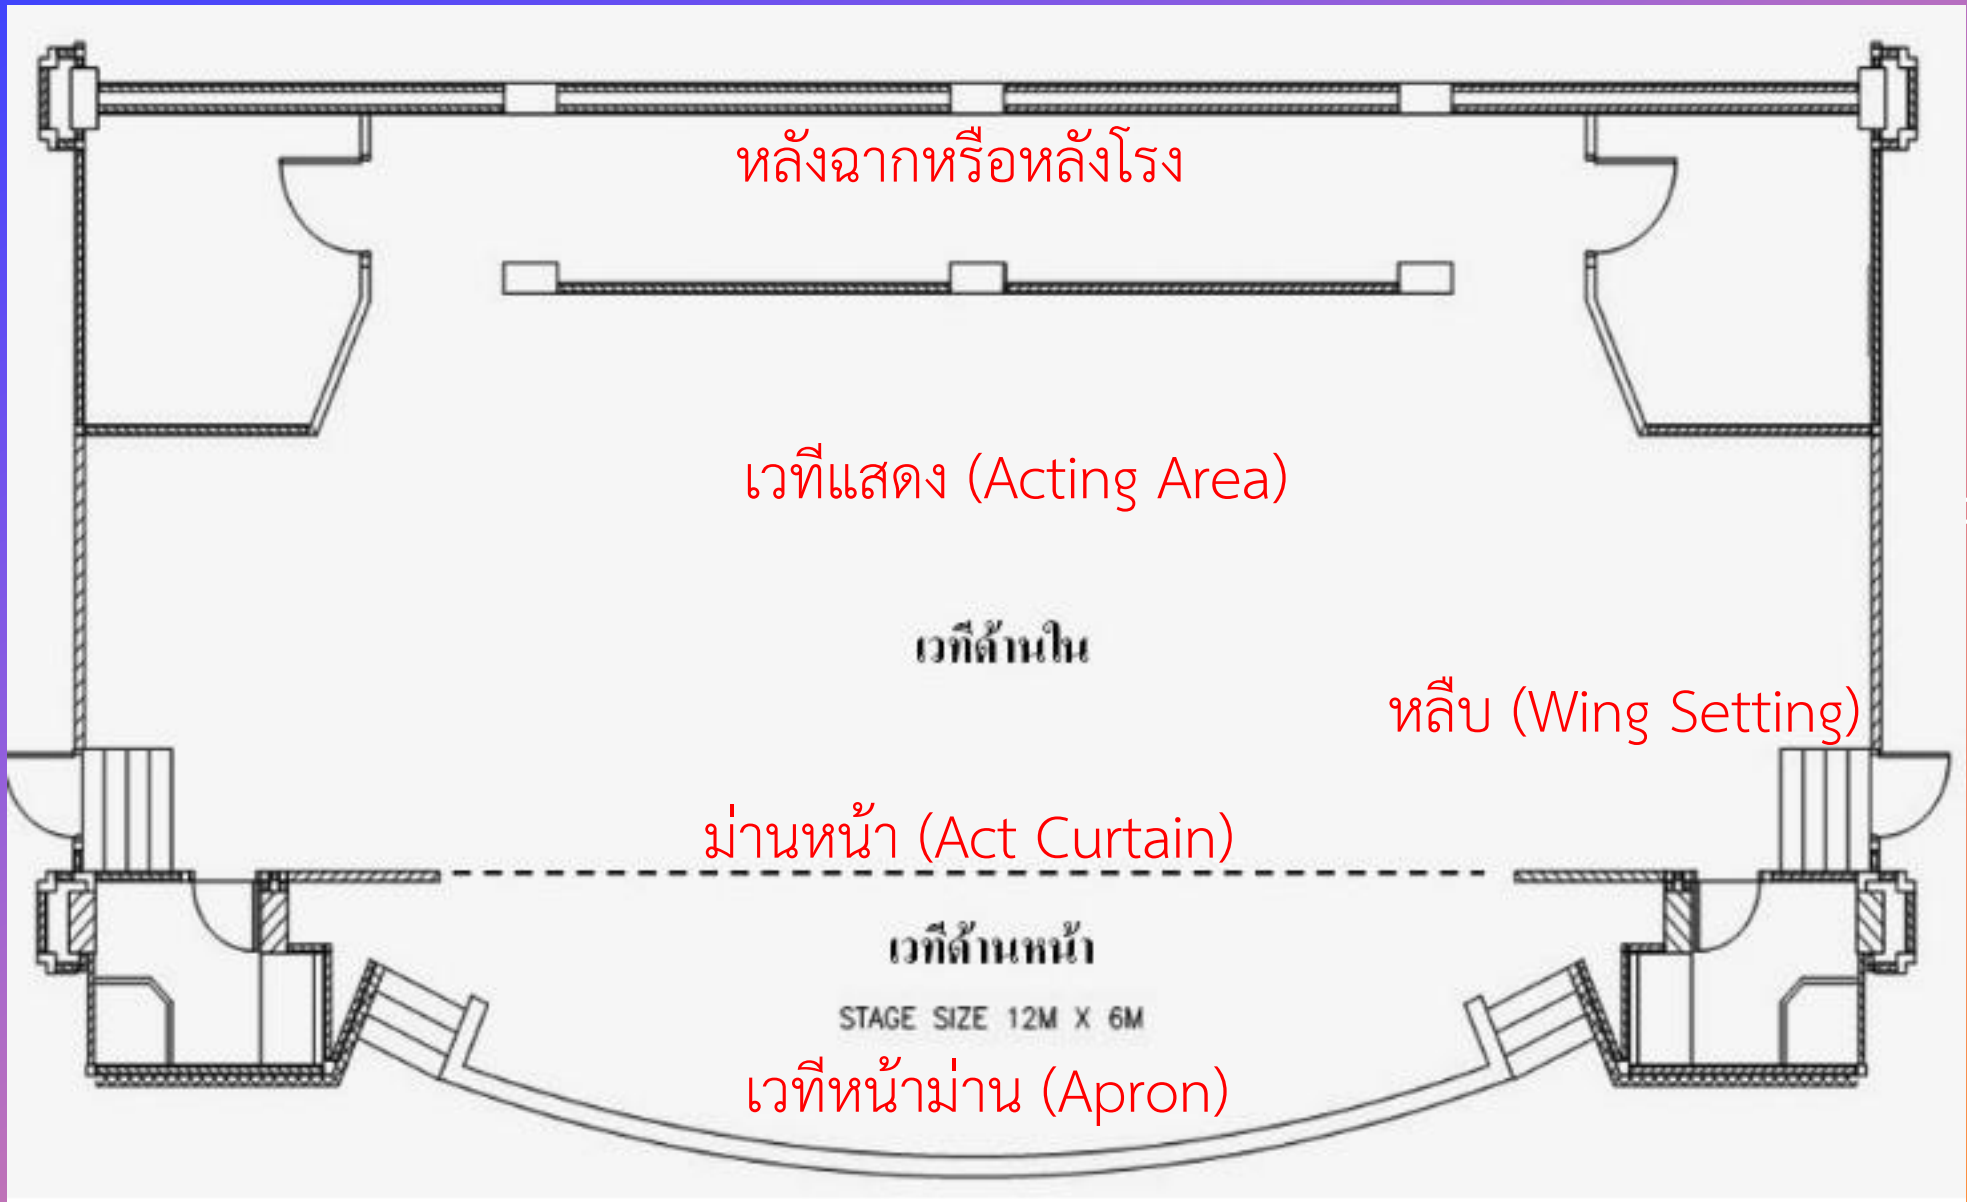 หลังฉากหรือหลังโรง
เวทีแสดง (Acting Area)
เวทีด้านใน
หลืบ (Wing Setting)
ม่านหน้า (Act Curtain)
เวทีด้านหน้า
STAGE SIZE 12M X 6M
เวทีหน้าม่าน (Apron)